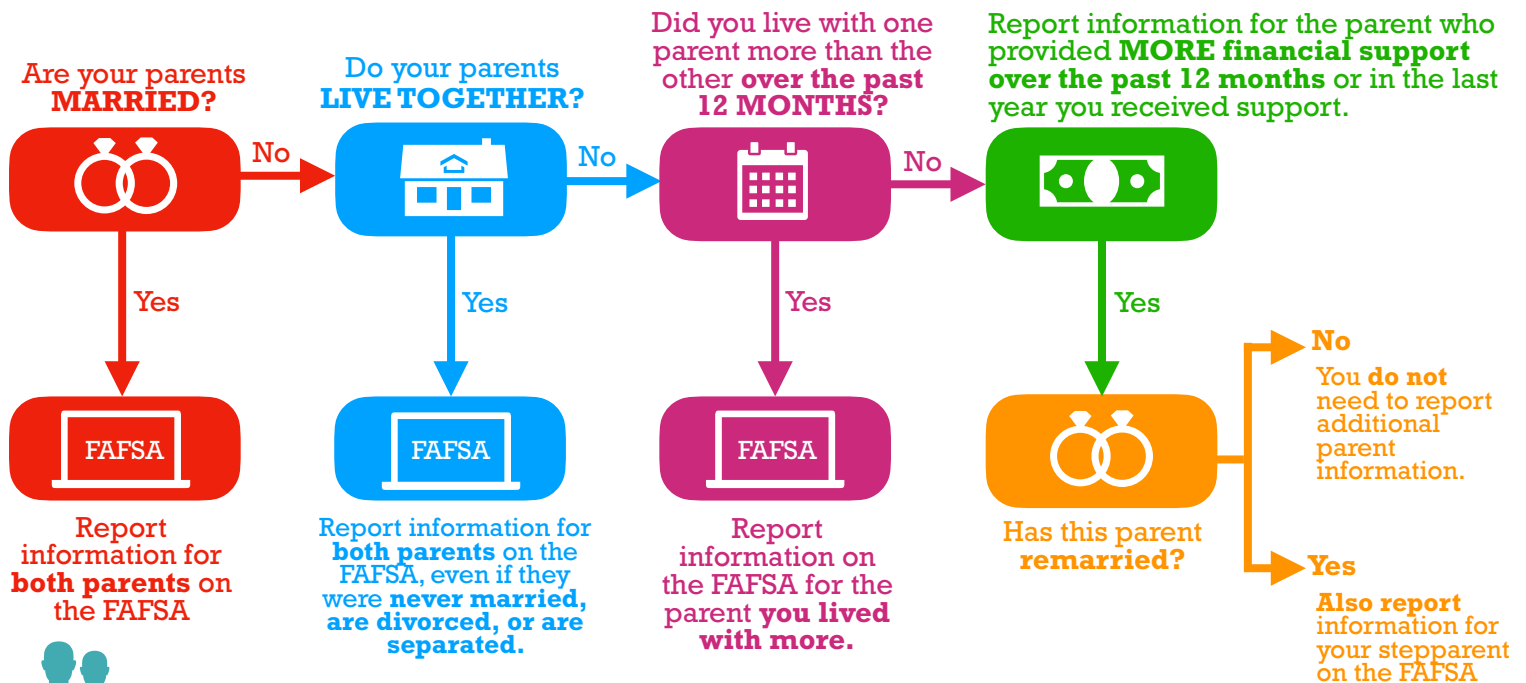 Are your parents
MARRIED?
No
Yes
FAFSA
Report
information for
both parents on
the FAFSA
Do your parents
LIVE TOGETHER?
No
Yes
FAFSA
Report information for
both parents on the
FAFSA, even if they
were never married,
are divorced, or are
separated.
Did you live with one
parent more than the
other over the past
12 MONTHS?
No
Yes
FAFSA
Report
information on
the FAFSA for the
parent you lived
with more.
Report information for the parent who
provided MORE financial support
over the past 12 months or in the last
year you received support.
Yes
Has this parent
remarried?
No
You do not
need to report
additional
parent
information.
Yes
Also report
information for
your stepparent
on the FAFSA